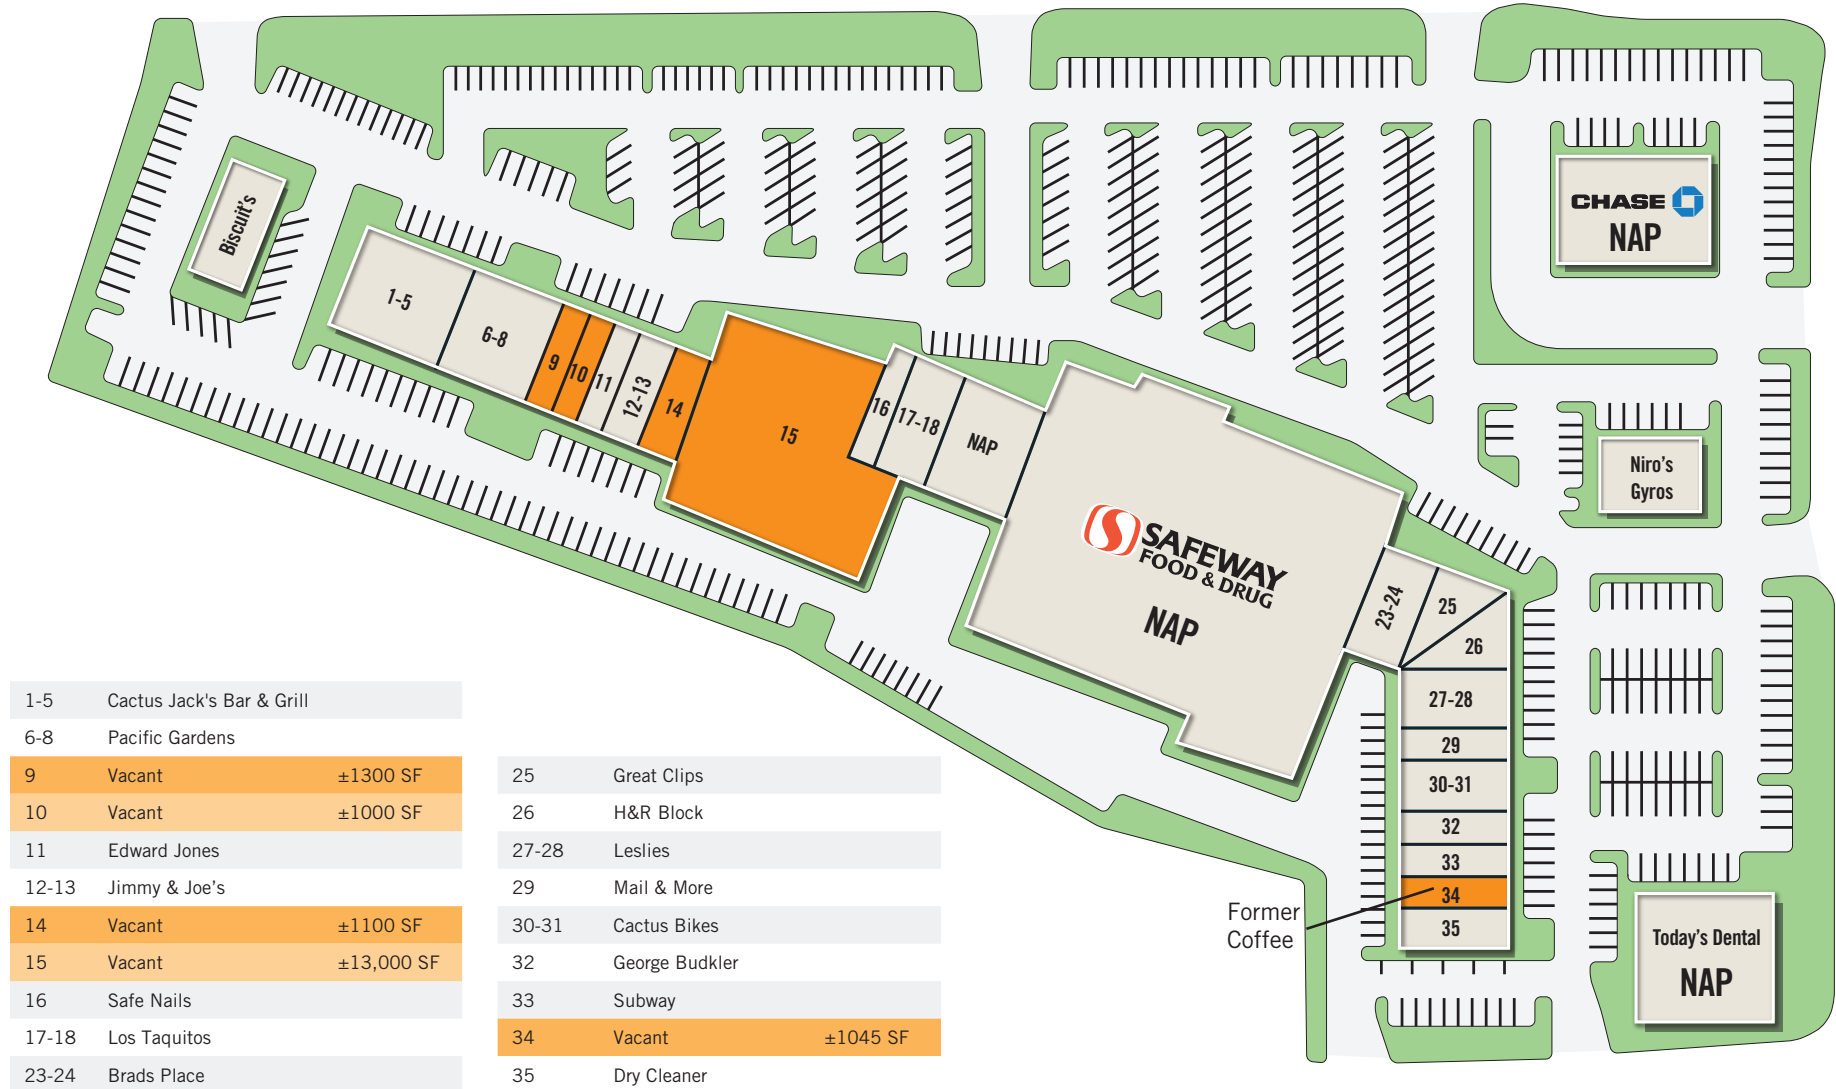 CHASE
NAP
Biscuit's
1-5
6-8
9
10
11
12-13
14
15
16
17-18
NAP
SAFEWAY
FOOD & DRUG
NAP
Niro's
Gyros
23-24
25
26
27-28
29
30-31
32
33
34
35
Former
Coffee
Today's Dental
NAP
1-5 Cactus Jack's Bar & Grill
6-8 Pacific Gardens
9 Vacant ±1300 SF
10 Vacant ±1000 SF
11 Edward Jones
12-13 Jimmy & Joe's
14 Vacant ±1100 SF
15 Vacant ±13,000 SF
16 Safe Nails
17-18 Los Taquitos
23-24 Brads Place
25 Great Clips
26 H&R Block
27-28 Leslies
29 Mail & More
30-31 Cactus Bikes
32 George Budkler
33 Subway
34 Vacant ±1045 SF
35 Dry Cleaner